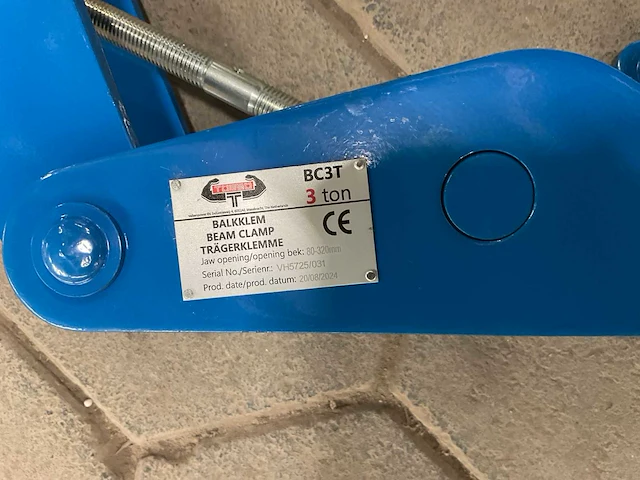 BC3T
3 ton
BALKKLEM
BEAM CLAMP
TRÄGERKLEMME
CE
Jaw opening/opening bek: 80-320mm
Serial No./Serienr.: VH5725/031
Prod. date/prod. datum: 20/08/2024